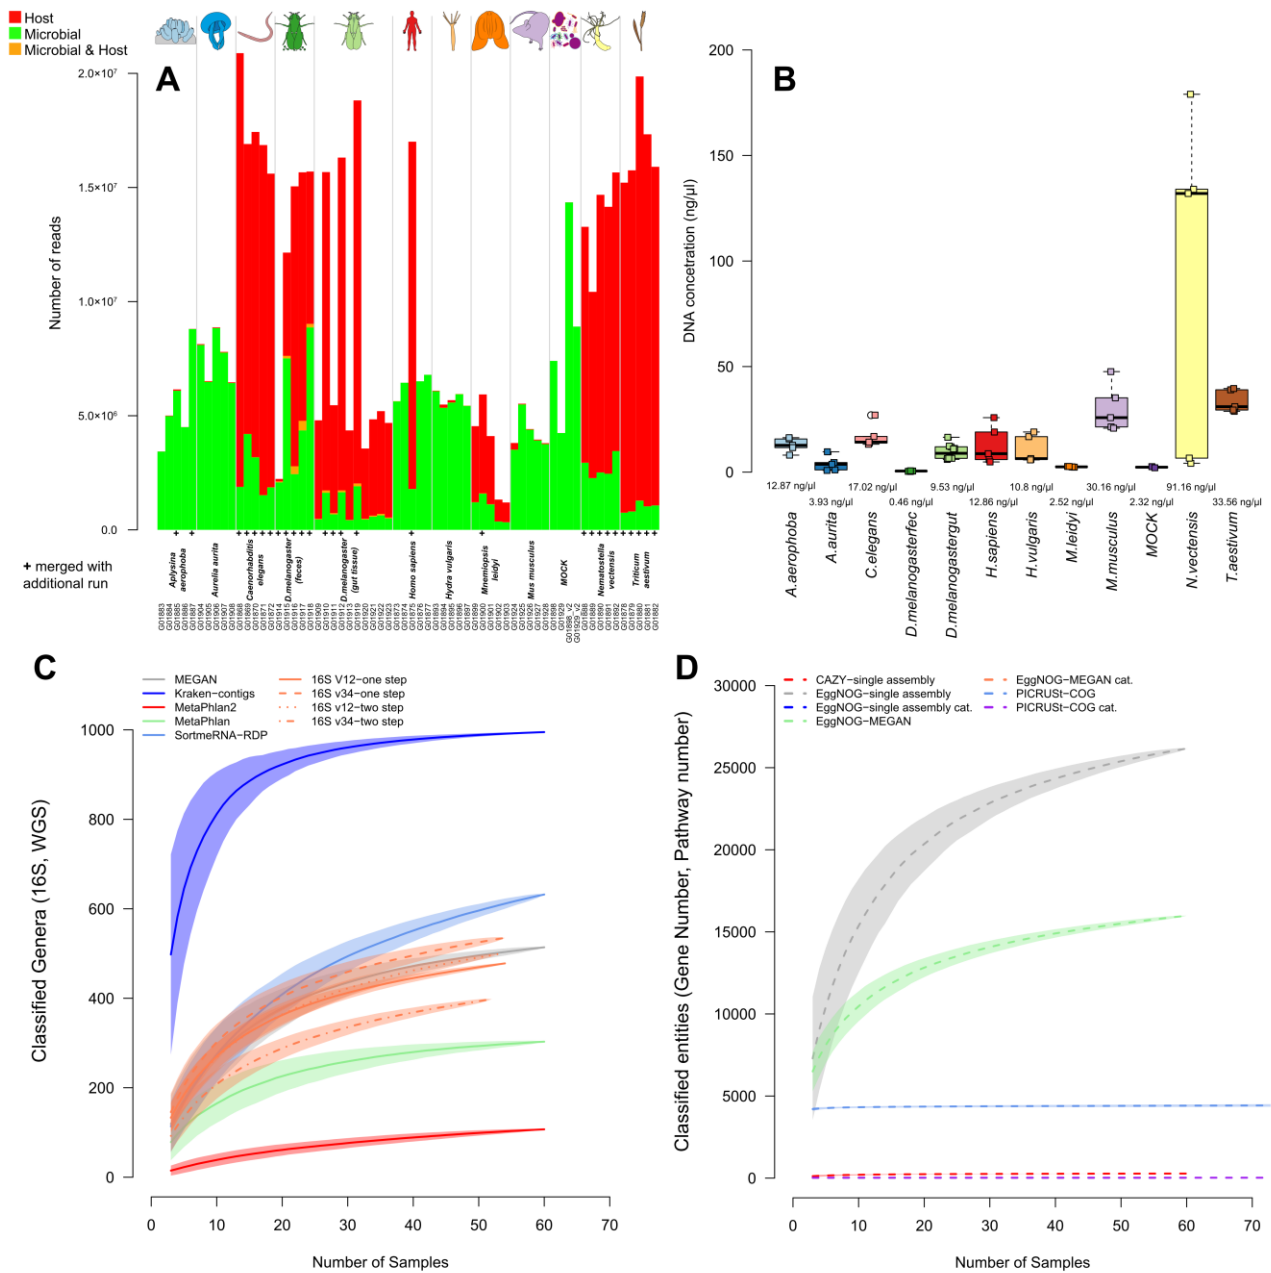 Host
Microbial
Microbial & Host
A
Number of reads
2.0×10⁷
1.5×10⁷
1.0×10⁷
5.0×10⁶
0.0
+ merged with
additional run
Aplysina
aerophoba
Aurelia aurita
Caenorhabditis
elegans
D.melanogaster
(feces)
D.melanogaster
(gut tissue)
Homo sapiens
Hydra vulgaris
Mnemiopsis
leidyi
Mus musculus
MOCK
Nematostella
vectensis
Triticum
aestivum
B
DNA concetration (ng/µl)
200
150
100
50
0
12.87 ng/µl
3.93 ng/µl
17.02 ng/µl
0.46 ng/µl
9.53 ng/µl
12.86 ng/µl
10.8 ng/µl
2.52 ng/µl
30.16 ng/µl
2.32 ng/µl
91.16 ng/µl
33.56 ng/µl
A.aerophoba
A.aurita
C.elegans
D.melanogasterfec
D.melanogastergut
H.sapiens
H.vulgaris
M.leidyi
M.musculus
MOCK
N.vectensis
T.aestivum
C
MEGAN
Kraken−contigs
MetaPhlan2
MetaPhlan
SortmeRNA−RDP
16S V12−one step
16S v34−one step
16S v12−two step
16S v34−two step
Classified Genera (16S, WGS)
1000
800
600
400
200
0
0 10 20 30 40 50 60 70
Number of Samples
D
CAZY−single assembly
EggNOG−single assembly
EggNOG−single assembly cat.
EggNOG−MEGAN
EggNOG−MEGAN cat.
PICRUSt−COG
PICRUSt−COG cat.
Classified entities (Gene Number, Pathway number)
30000
25000
20000
15000
10000
5000
0
0 10 20 30 40 50 60 70
Number of Samples